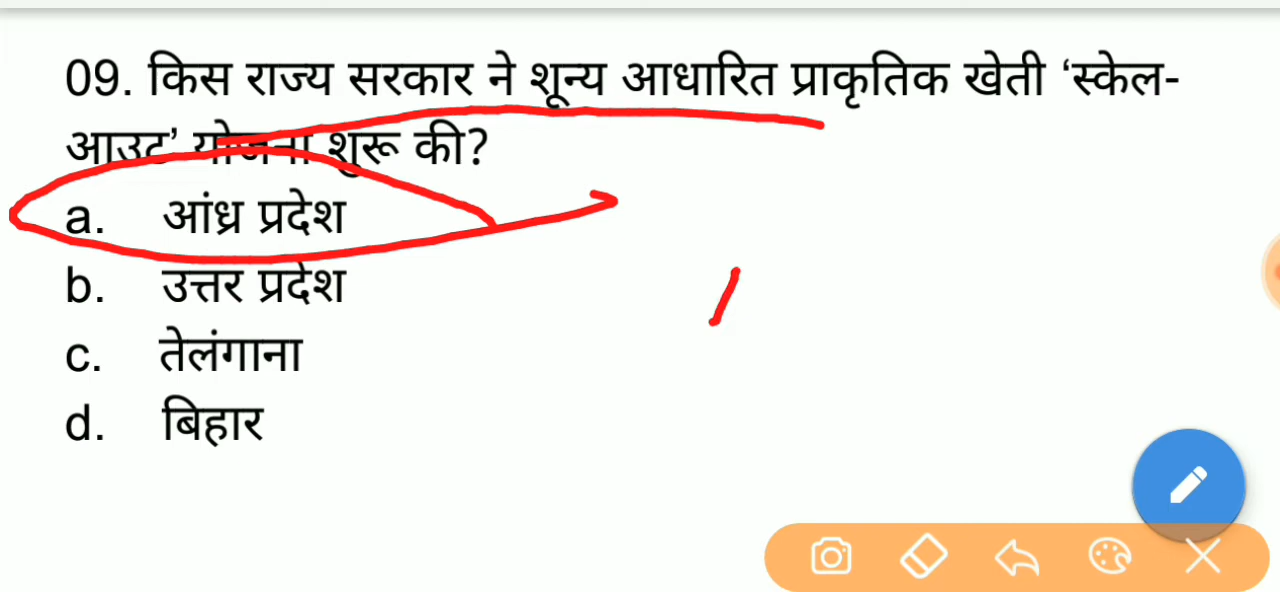 09. किस राज्य सरकार ने शून्य आधारित प्राकृतिक खेती ‘स्केल-
आउट’ योजना शुरू की?
a. आंध्र प्रदेश
b. उत्तर प्रदेश
c. तेलंगाना
d. बिहार